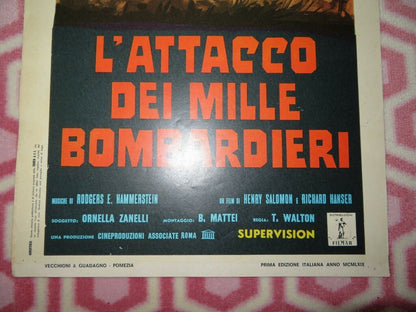 L'ATTACCO
DEI MILLE
BOMBARDIERI
MUSICHE DI RODGERS E. HAMMERSTEIN UN FILM DI HENRY SALOMON E RICHARD HANSER
SOGGETTO: ORNELLA ZANELLI MONTAGGIO: B. MATTEI REGIA: T. WALTON
UNA PRODUZIONE CINEPRODUZIONI ASSOCIATE ROMA SUPERVISION
FILMAR
VECCHIONI & GUADAGNO - POMEZIA PRIMA EDIZIONE ITALIANA ANNO MCMLXIX